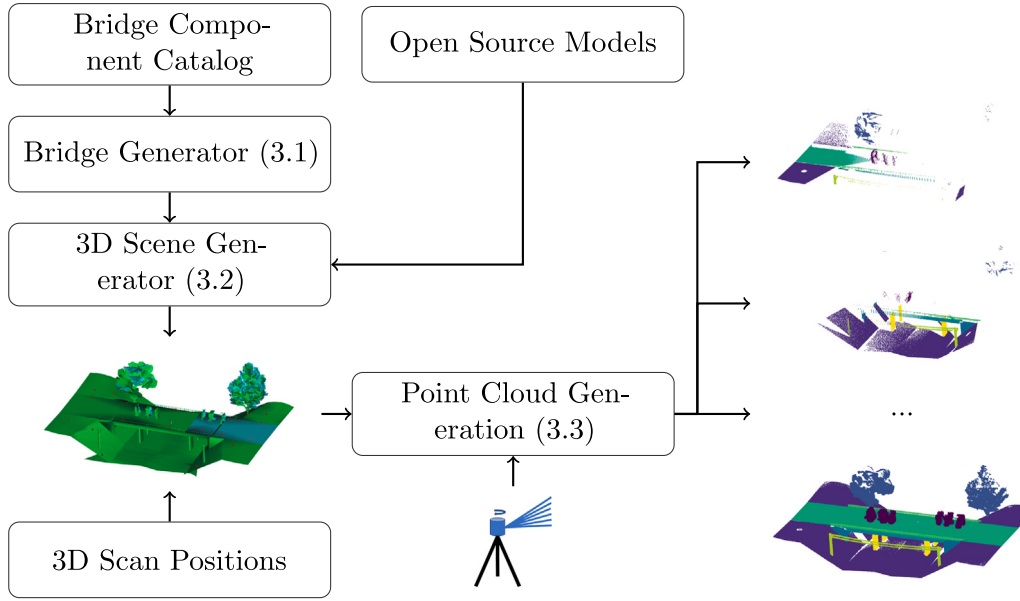 Bridge Compo-
nent Catalog
Open Source Models
Bridge Generator (3.1)
3D Scene Gen-
erator (3.2)
Point Cloud Gen-
eration (3.3)
...
3D Scan Positions